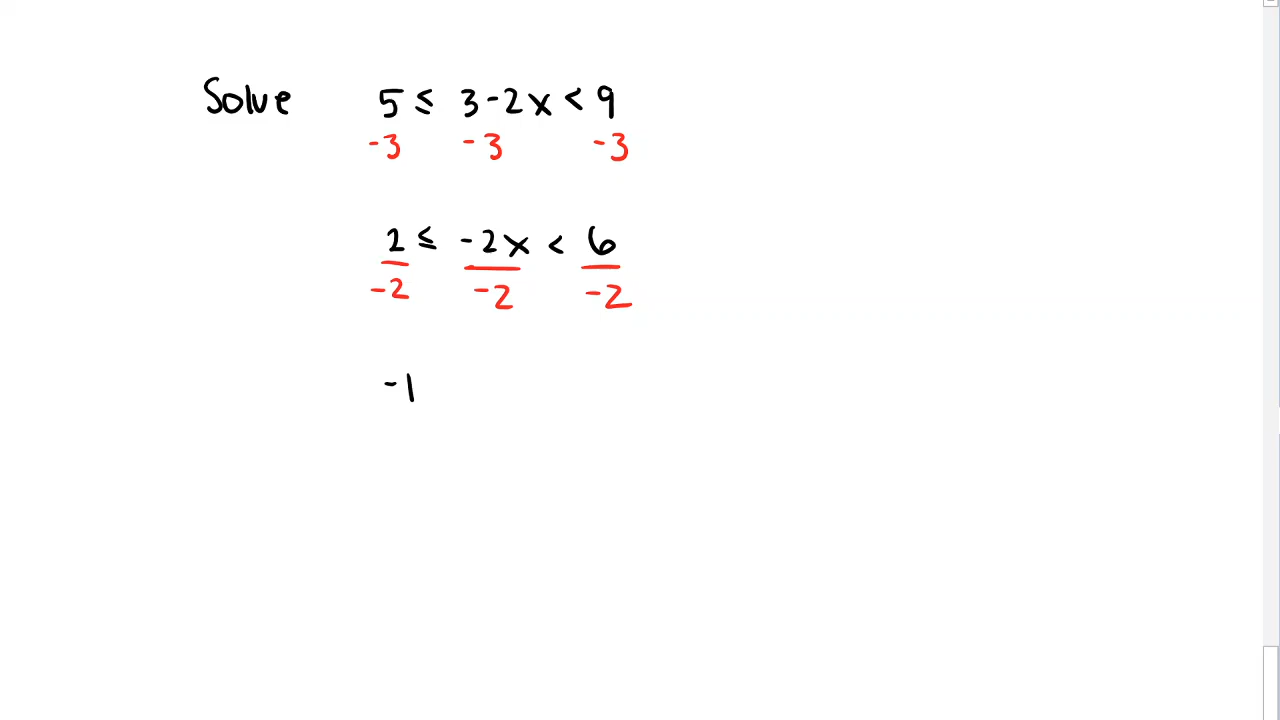 Solve 5 ≤ 3-2x < 9
-3 -3 -3
2 ≤ -2x < 6
-2 -2 -2
-1